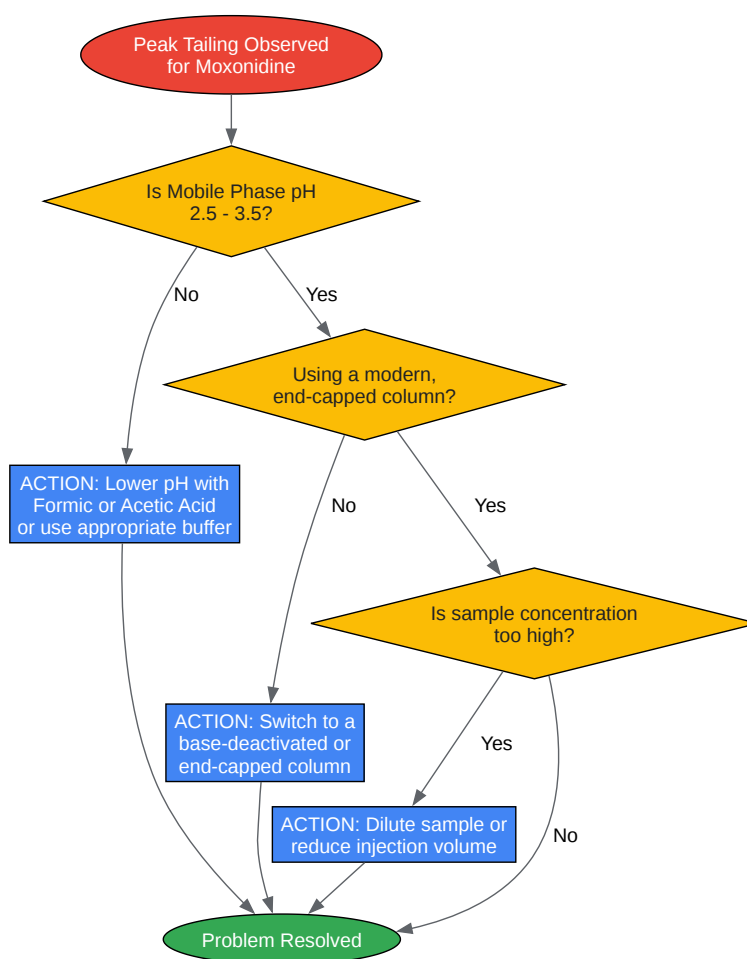 Peak Tailing Observed
for Moxonidine
Is Mobile Phase pH
2.5 - 3.5?
No
Yes
Using a modern,
end-capped column?
ACTION: Lower pH with
Formic or Acetic Acid
or use appropriate buffer
No
Yes
Is sample concentration
too high?
ACTION: Switch to a
base-deactivated or
end-capped column
Yes
ACTION: Dilute sample or
reduce injection volume
No
Problem Resolved